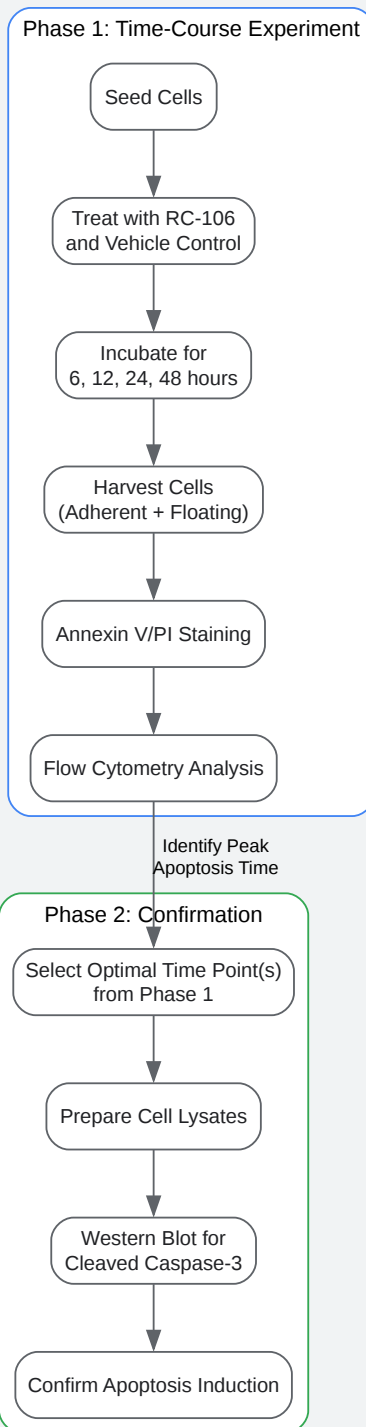 Phase 1: Time-Course Experiment
Seed Cells
Treat with RC-106
and Vehicle Control
Incubate for
6, 12, 24, 48 hours
Harvest Cells
(Adherent + Floating)
Annexin V/PI Staining
Flow Cytometry Analysis
Identify Peak
Apoptosis Time
Phase 2: Confirmation
Select Optimal Time Point(s)
from Phase 1
Prepare Cell Lysates
Western Blot for
Cleaved Caspase-3
Confirm Apoptosis Induction